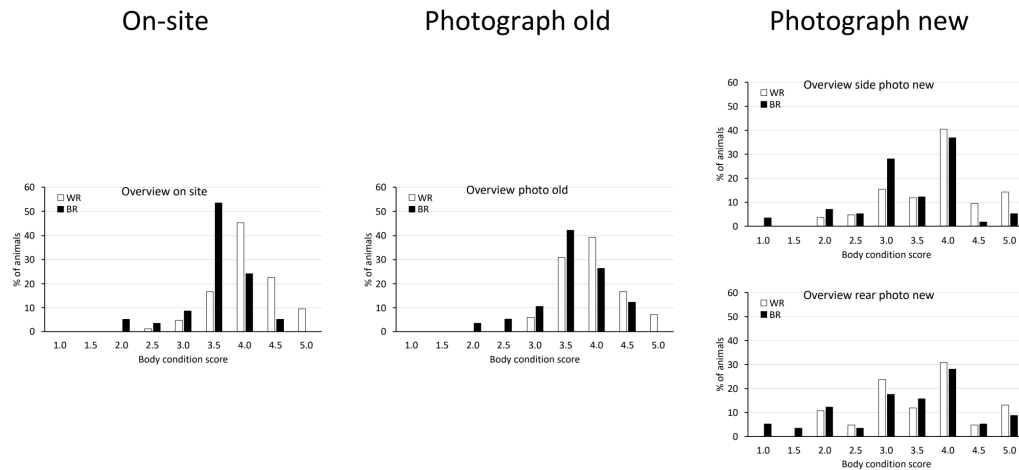 On-site
Photograph old
Photograph new
Overview on site
WR
BR
% of animals
60
50
40
30
20
10
0
1.0 1.5 2.0 2.5 3.0 3.5 4.0 4.5 5.0
Body condition score
Overview photo old
WR
BR
% of animals
60
50
40
30
20
10
0
1.0 1.5 2.0 2.5 3.0 3.5 4.0 4.5 5.0
Body condition score
Overview side photo new
WR
BR
% of animals
60
50
40
30
20
10
0
1.0 1.5 2.0 2.5 3.0 3.5 4.0 4.5 5.0
Body condition score
Overview rear photo new
WR
BR
% of animals
60
50
40
30
20
10
0
1.0 1.5 2.0 2.5 3.0 3.5 4.0 4.5 5.0
Body condition score